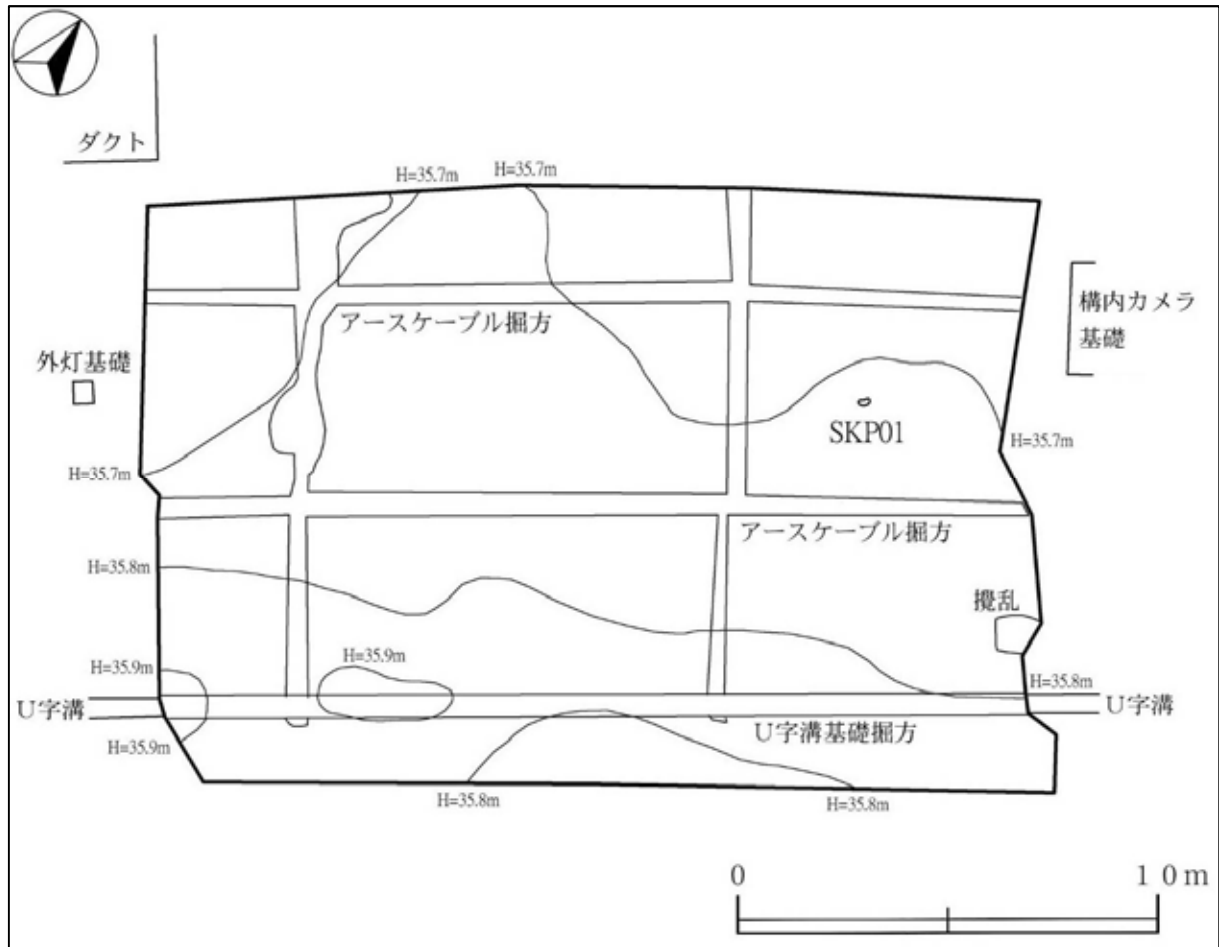 ダクト
H=35.7m
H=35.7m
構内カメラ
基礎
アースケーブル掘方
外灯基礎
SKP01
H=35.7m
H=35.7m
アースケーブル掘方
H=35.8m
攪乱
H=35.9m
H=35.9m
H=35.8m
U字溝
U字溝
U字溝基礎掘方
H=35.9m
H=35.8m
H=35.8m
0
10m